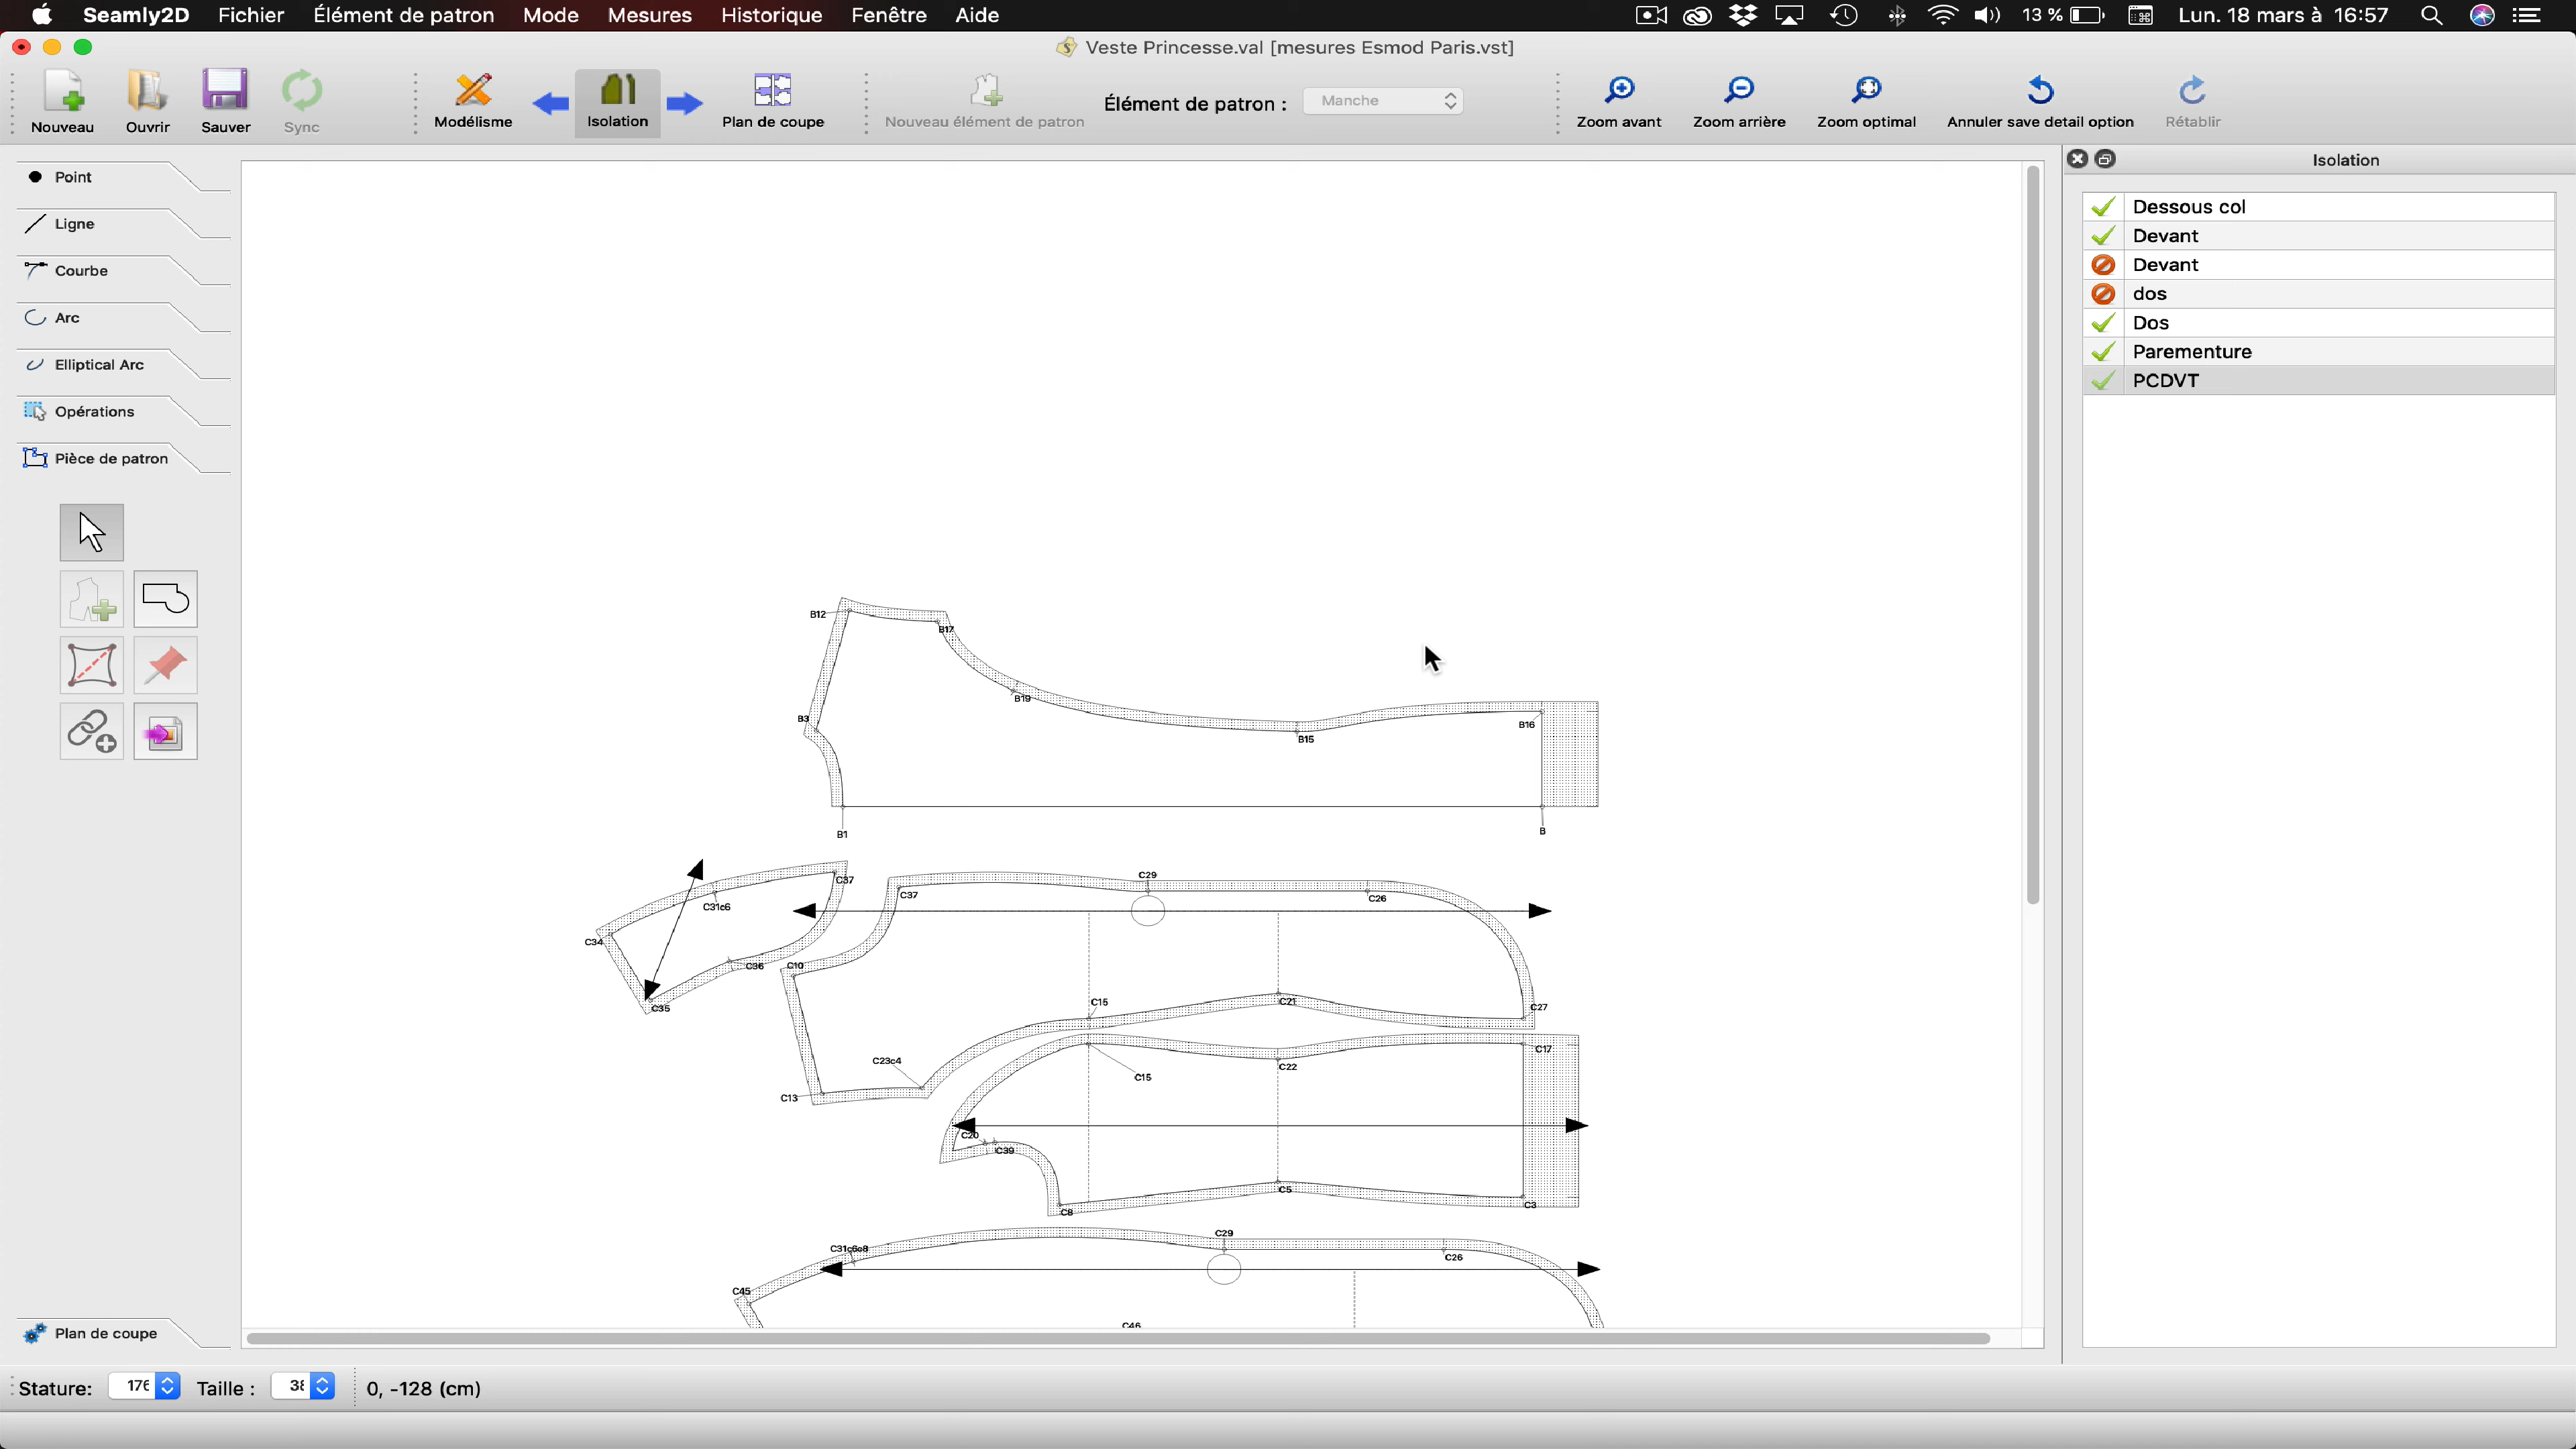 Seamly2D Fichier Élément de patron Mode Mesures Historique Fenêtre Aide 13 % Lun. 18 mars à 16:57
Veste Princesse.val [mesures Esmod Paris.vst]
Nouveau Ouvrir Sauver Sync Modélisme Isolation Plan de coupe Nouveau élément de patron Élément de patron : Manche Zoom avant Zoom arrière Zoom optimal Annuler save detail option Rétablir
Point
Ligne
Courbe
Arc
Elliptical Arc
Opérations
Pièce de patron
Plan de coupe
Isolation
Dessous col
Devant
Devant
dos
Dos
Parementure
PCDVT
B12
B17
B19
B3
B16
B15
B1
B
C37
C31c6
C34
C36
C35
C29
C37
C26
C10
C15
C21
C27
C23c4
C13
C17
C22
C15
C20
C39
C5
C8
C3
C29
C31c6c8
C26
C45
C46
Stature: 176 Taille : 38 0, -128 (cm)